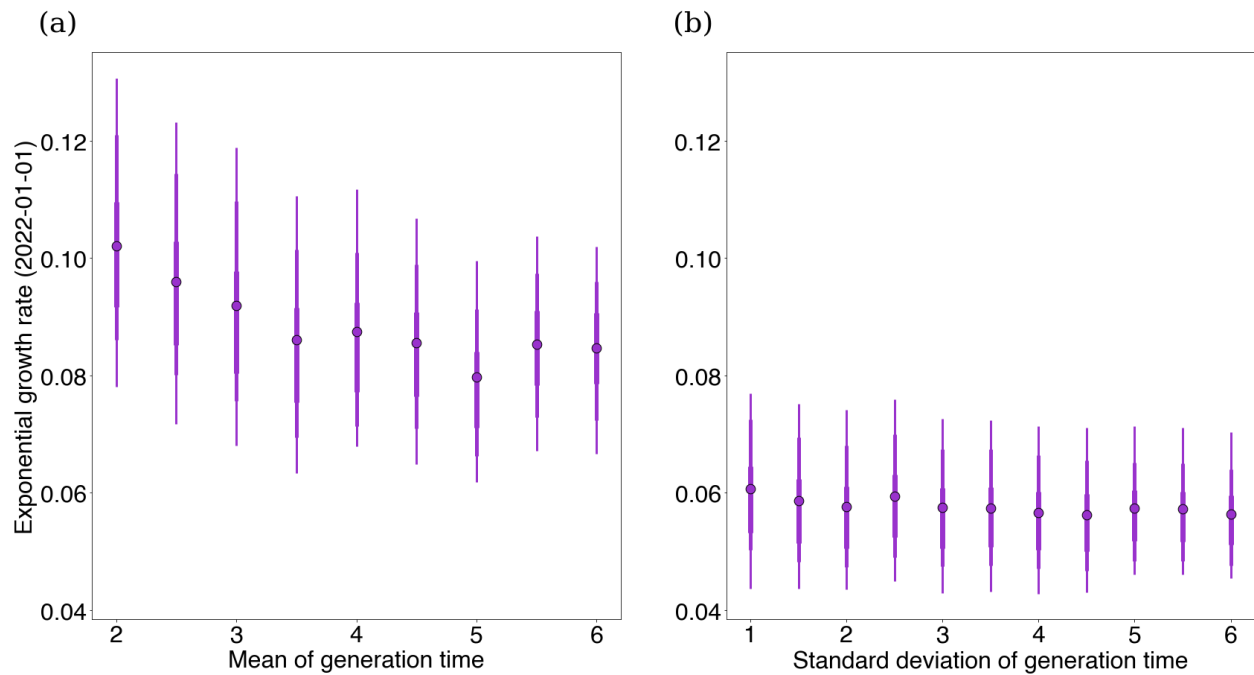 (a)
(b)
Exponential growth rate (2022-01-01)
0.12
0.10
0.08
0.06
0.04
2 3 4 5 6
Mean of generation time
0.12
0.10
0.08
0.06
0.04
1 2 3 4 5 6
Standard deviation of generation time